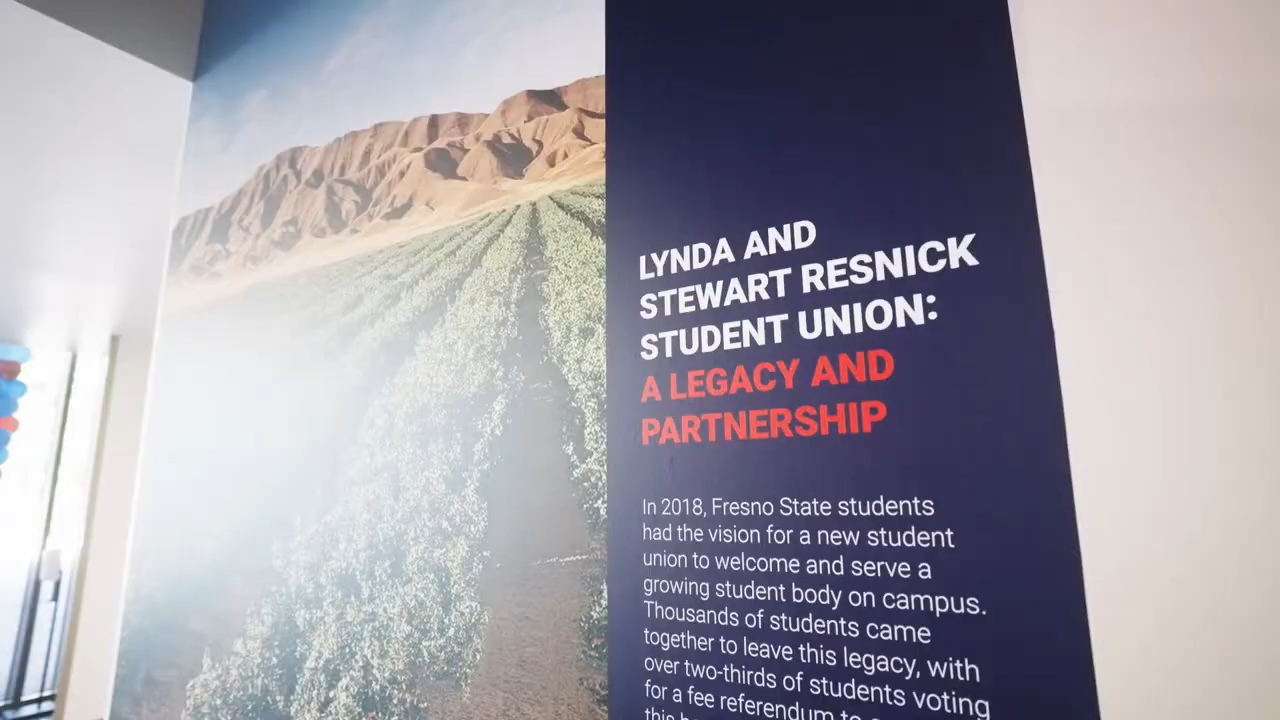 LYNDA AND
STEWART RESNICK
STUDENT UNION:
A LEGACY AND
PARTNERSHIP
In 2018, Fresno State students
had the vision for a new student
union to welcome and serve a
growing student body on campus.
Thousands of students came
together to leave this legacy, with
over two-thirds of students voting
for a fee referendum to
this